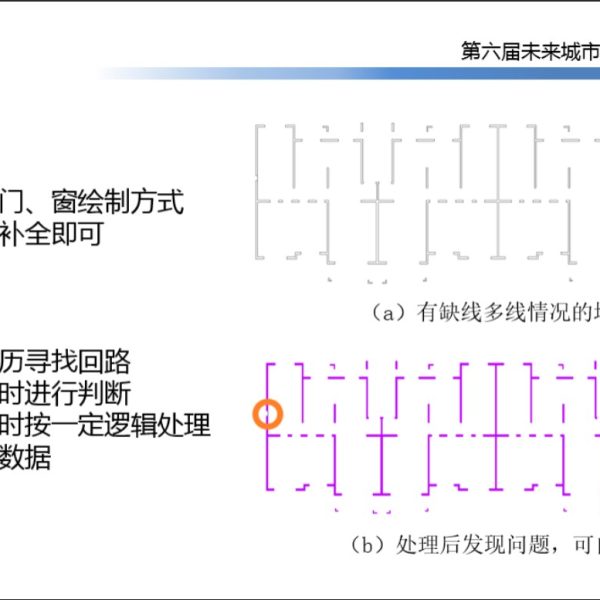 第六届未来城市
门、窗绘制方式
补全即可
(a) 有缺线多线情况的
历寻找回路
时进行判断
时按一定逻辑处理
数据
(b) 处理后发现问题，可